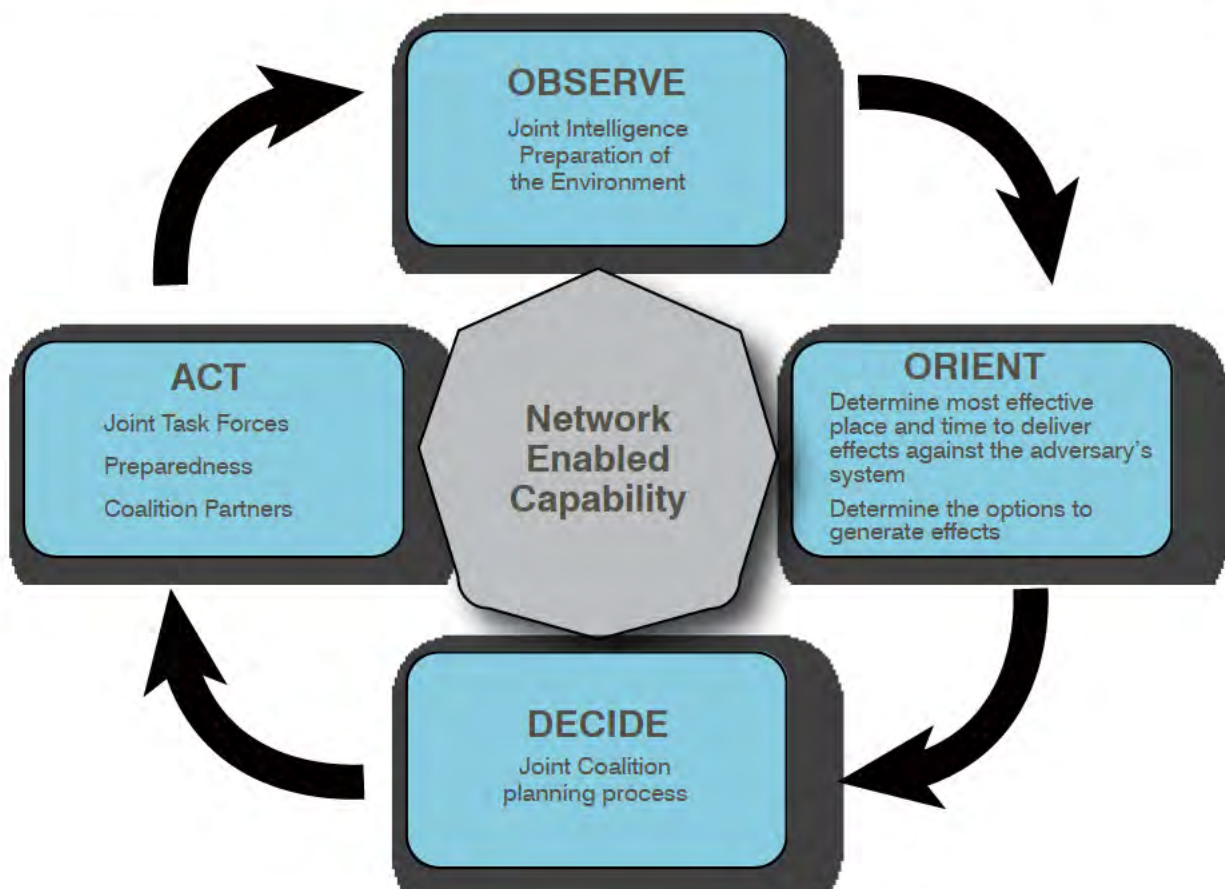 OBSERVE
Joint Intelligence
Preparation of
the Environment
ORIENT
Determine most effective
place and time to deliver
effects against the adversary's
system
Determine the options to
generate effects
DECIDE
Joint Coalition
planning process
ACT
Joint Task Forces
Preparedness
Coalition Partners
Network
Enabled
Capability